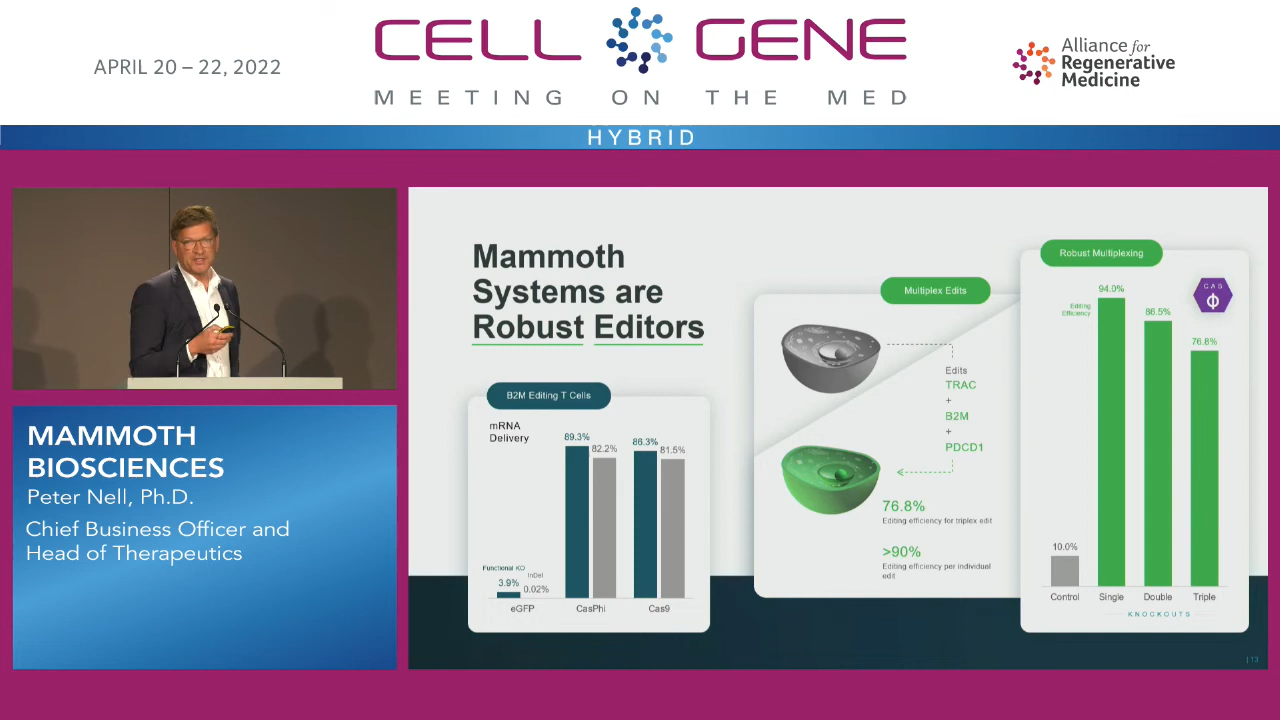 APRIL 20 – 22, 2022
CELL GENE
MEETING ON THE MED
Alliance for
Regenerative
Medicine
HYBRID
MAMMOTH
BIOSCIENCES
Peter Nell, Ph.D.
Chief Business Officer and
Head of Therapeutics
Mammoth
Systems are
Robust Editors
B2M Editing T Cells
mRNA
Delivery
89.3%
82.2%
86.3%
81.5%
Functional KO
InDel
3.9%
0.02%
eGFP
CasPhi
Cas9
Multiplex Edits
Edits
TRAC
+
B2M
+
PDCD1
76.8%
Editing efficiency for triplex edit
>90%
Editing efficiency per individual
edit
Robust Multiplexing
CAS
Φ
Editing
Efficiency
94.0%
86.5%
76.8%
10.0%
Control
Single
Double
Triple
KNOCKOUTS
| 13